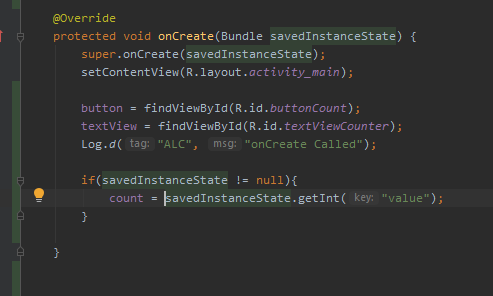 @Override
protected void onCreate(Bundle savedInstanceState) {
super.onCreate(savedInstanceState);
setContentView(R.layout.activity_main);
button = findViewById(R.id.buttonCount);
textView = findViewById(R.id.textViewCounter);
Log.d( tag: "ALC", msg: "onCreate Called");
if(savedInstanceState != null){
count = savedInstanceState.getInt( key: "value");
}
}